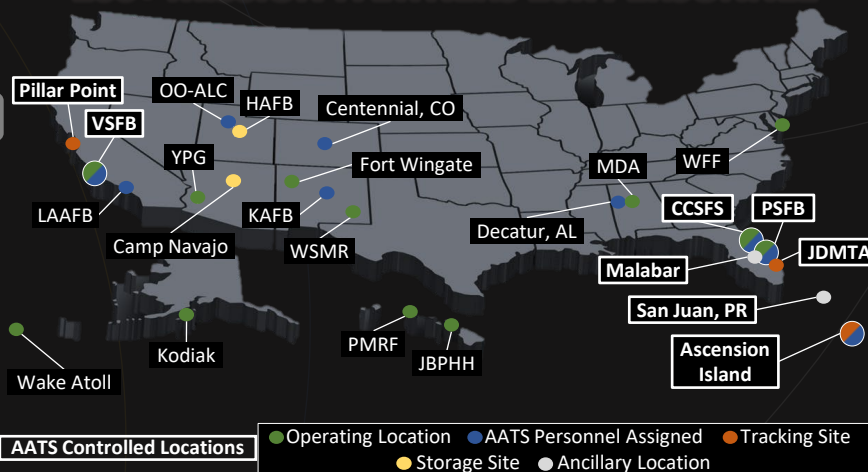 Pillar Point
OO-ALC
HAFB
VSFB
Centennial, CO
YPG
Fort Wingate
MDA
WFF
LAAFB
KAFB
CCSFS
PSFB
Camp Navajo
WSMR
Decatur, AL
JDMTA
Malabar
San Juan, PR
Kodiak
PMRF
JBPHH
Ascension
Island
Wake Atoll
AATS Controlled Locations
Operating Location AATS Personnel Assigned Tracking Site
Storage Site Ancillary Location